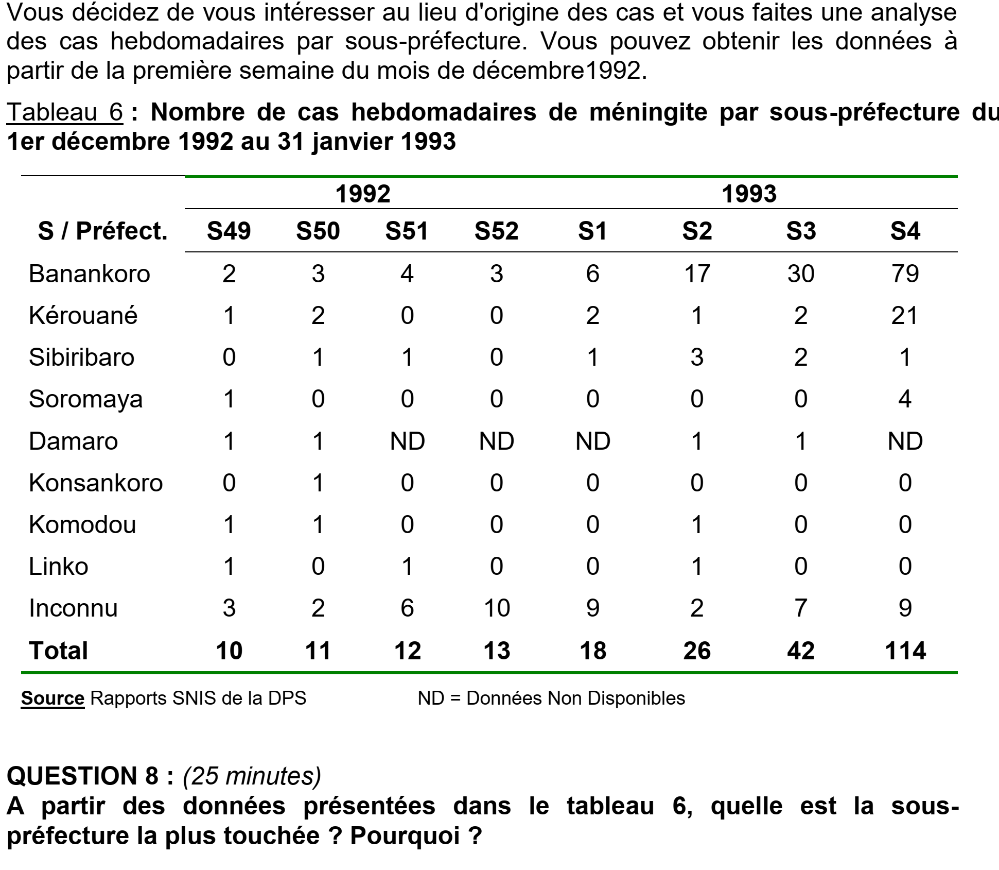 Vous décidez de vous intéresser au lieu d'origine des cas et vous faites une analyse
des cas hebdomadaires par sous-préfecture. Vous pouvez obtenir les données à
partir de la première semaine du mois de décembre1992.
Tableau 6 : Nombre de cas hebdomadaires de méningite par sous-préfecture du
1er décembre 1992 au 31 janvier 1993
1992 1993
S / Préfect. S49 S50 S51 S52 S1 S2 S3 S4
Banankoro 2 3 4 3 6 17 30 79
Kérouané 1 2 0 0 2 1 2 21
Sibiribaro 0 1 1 0 1 3 2 1
Soromaya 1 0 0 0 0 0 0 4
Damaro 1 1 ND ND ND 1 1 ND
Konsankoro 0 1 0 0 0 0 0 0
Komodou 1 1 0 0 0 1 0 0
Linko 1 0 1 0 0 1 0 0
Inconnu 3 2 6 10 9 2 7 9
Total 10 11 12 13 18 26 42 114
Source Rapports SNIS de la DPS ND = Données Non Disponibles
QUESTION 8 : (25 minutes)
A partir des données présentées dans le tableau 6, quelle est la sous-
préfecture la plus touchée ? Pourquoi ?